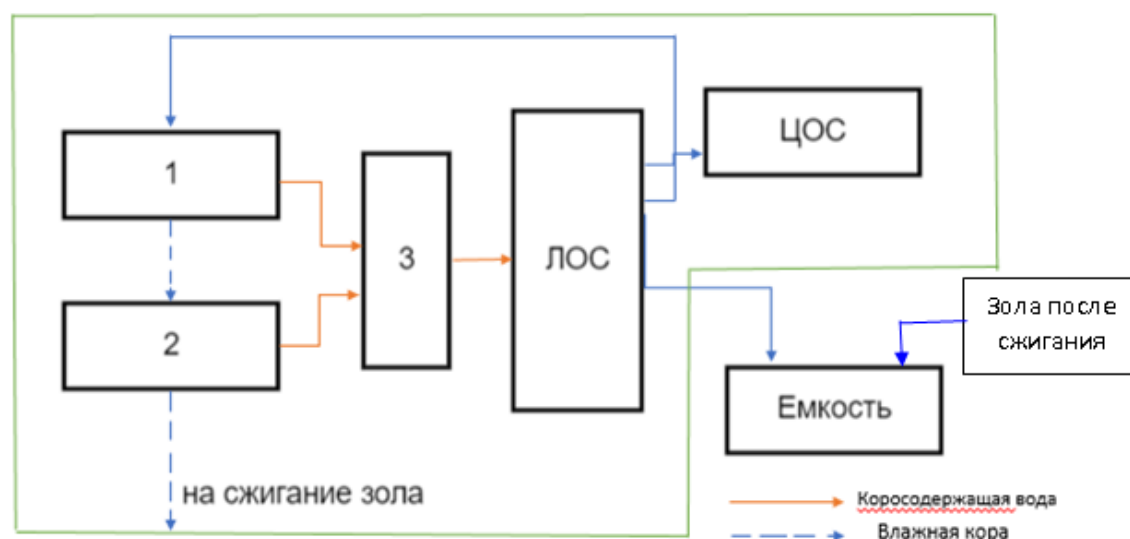 ЦОС
1
3
ЛОС
2
Зола после
сжигания
Емкость
на сжигание зола
Коросодержащая вода
Влажная кора